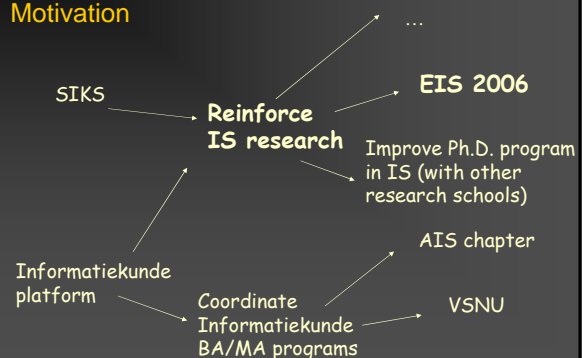 Motivation
...
SIKS
EIS 2006
Reinforce
IS research
Improve Ph.D. program
in IS (with other
research schools)
AIS chapter
Informatiekunde
platform
Coordinate
Informatiekunde
BA/MA programs
VSNU